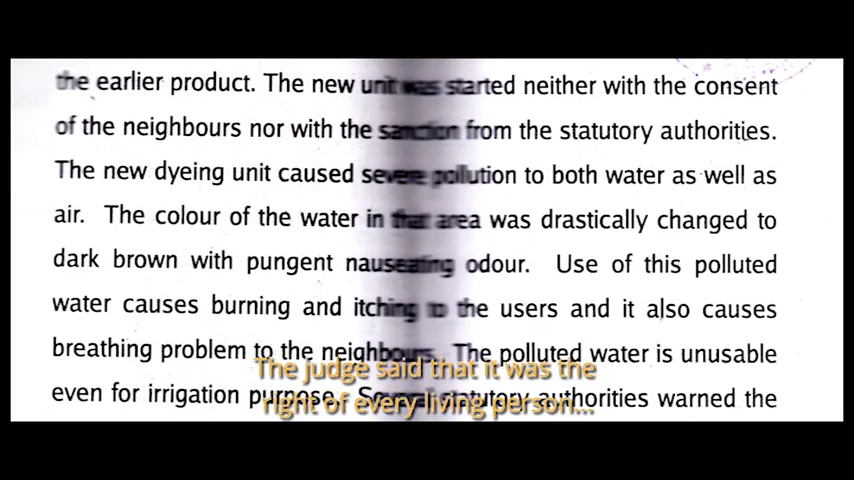 the earlier product. The new unit was started neither with the consent
of the neighbours nor with the sanction from the statutory authorities.
The new dyeing unit caused severe pollution to both water as well as
air. The colour of the water in that area was drastically changed to
dark brown with pungent nauseating odour. Use of this polluted
water causes burning and itching to the users and it also causes
breathing problem to the neighbours. The polluted water is unusable
even for irrigation purpose. Several statutory authorities warned the
The judge said that it was the
right of every living person...